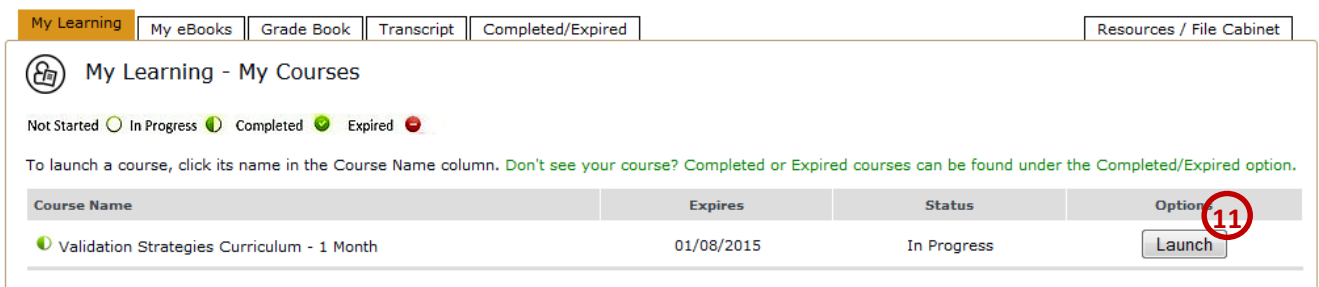 My Learning My eBooks Grade Book Transcript Completed/Expired Resources / File Cabinet
My Learning - My Courses
Not Started In Progress Completed Expired
To launch a course, click its name in the Course Name column. Don't see your course? Completed or Expired courses can be found under the Completed/Expired option.
Course Name Expires Status Options
11
Validation Strategies Curriculum - 1 Month 01/08/2015 In Progress Launch